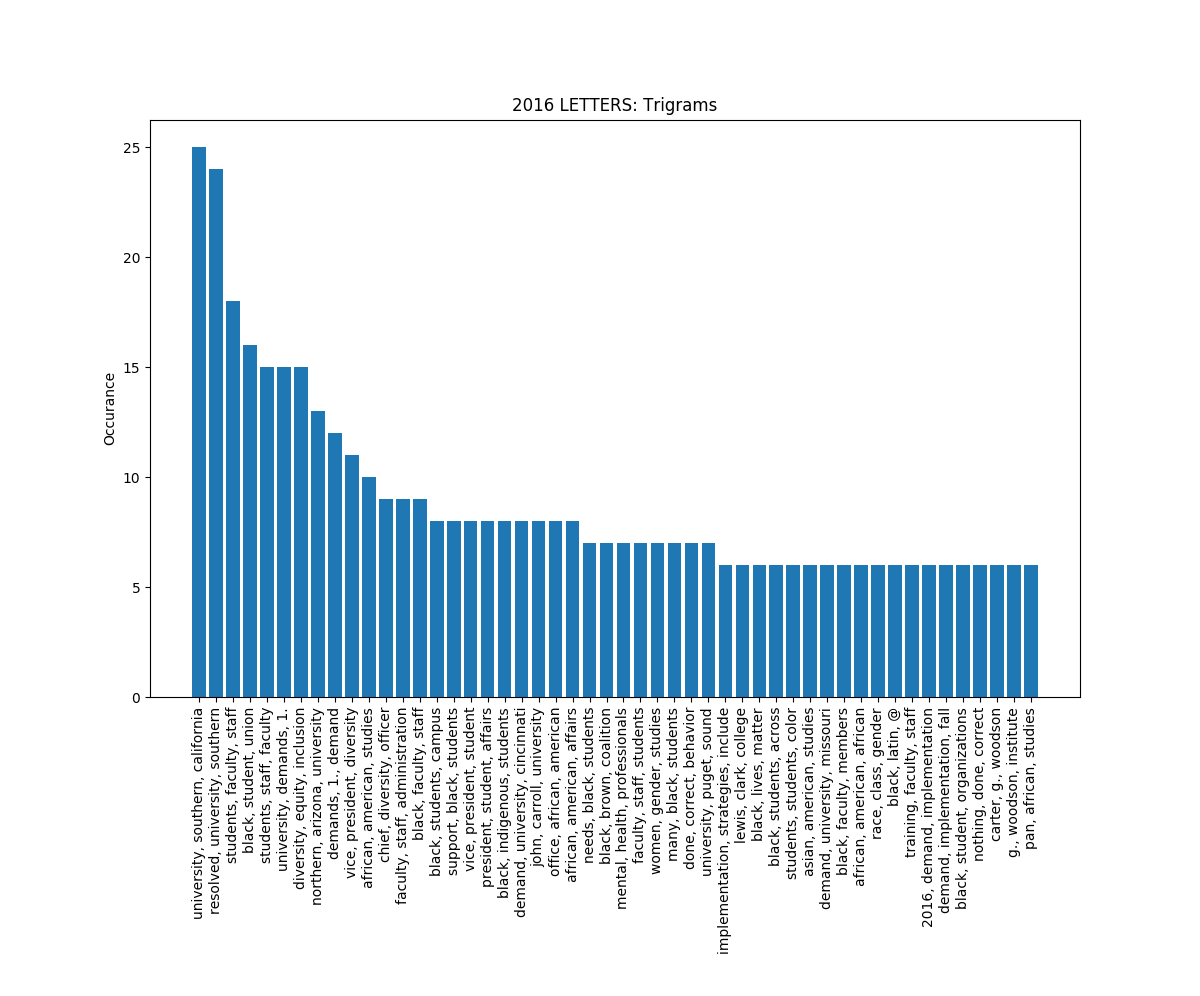 2016 LETTERS: Trigrams
Occurance
25
20
15
10
5
0
university, southern, california
resolved, university, southern
students, faculty, staff
black, student, union
students, staff, faculty
university, demands, 1.
diversity, equity, inclusion
northern, arizona, university
demands, 1., demand
vice, president, diversity
african, american, studies
chief, diversity, officer
faculty, staff, administration
black, faculty, staff
black, students, campus
support, black, students
vice, president, student
president, student, affairs
black, indigenous, students
demand, university, cincinnati
john, carroll, university
office, african, american
african, american, affairs
needs, black, students
black, brown, coalition
mental, health, professionals
faculty, staff, students
women, gender, studies
many, black, students
done, correct, behavior
university, puget, sound
implementation, strategies, include
lewis, clark, college
black, lives, matter
black, students, across
students, students, color
asian, american, studies
demand, university, missouri
black, faculty, members
african, american, african
race, class, gender
black, latin, @
training, faculty, staff
2016, demand, implementation
demand, implementation, fall
black, student, organizations
nothing, done, correct
carter, g., woodson
g., woodson, institute
pan, african, studies